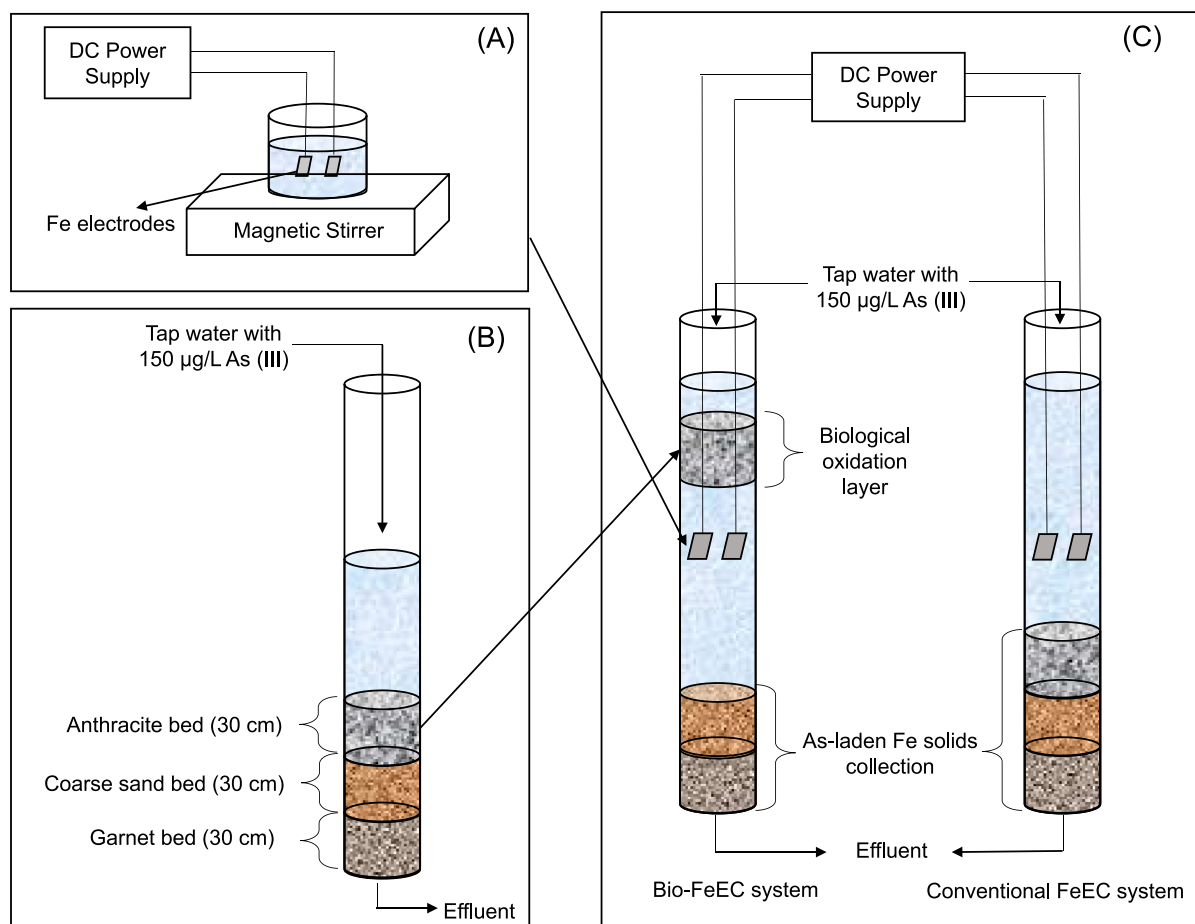 (A)
DC Power
Supply
Fe electrodes
Magnetic Stirrer
(B)
Tap water with
150 µg/L As (III)
Anthracite bed (30 cm)
Coarse sand bed (30 cm)
Garnet bed (30 cm)
Effluent
(C)
DC Power
Supply
Tap water with
150 µg/L As (III)
Biological
oxidation
layer
As-laden Fe solids
collection
Effluent
Bio-FeEC system
Conventional FeEC system